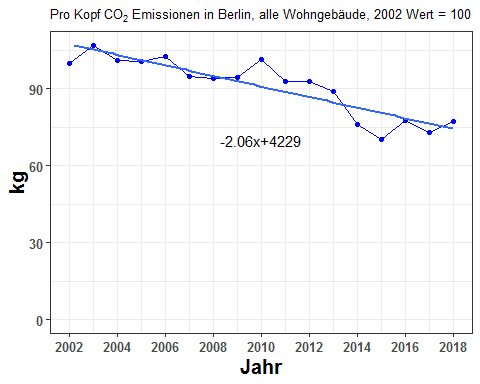 Pro Kopf CO₂ Emissionen in Berlin, alle Wohngebäude, 2002 Wert = 100
90
60
30
0
kg
-2.06x+4229
2002 2004 2006 2008 2010 2012 2014 2016 2018
Jahr